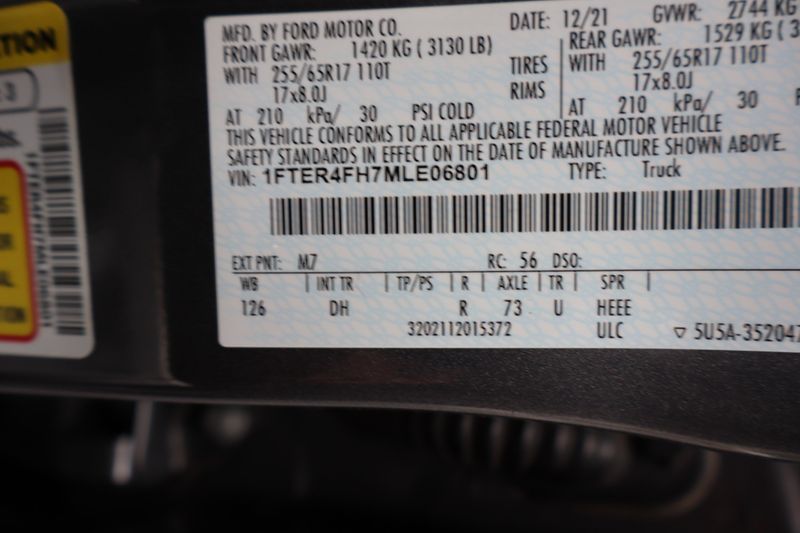 MFD. BY FORD MOTOR CO. DATE: 12/21 GVWR: 2744 KG
FRONT GAWR: 1420 KG ( 3130 LB) REAR GAWR: 1529 KG ( 3
WITH 255/65R17 110T TIRES WITH 255/65R17 110T
17x8.0J RIMS 17x8.0J
AT 210 kPa/ 30 PSI COLD AT 210 kPa/ 30
THIS VEHICLE CONFORMS TO ALL APPLICABLE FEDERAL MOTOR VEHICLE
SAFETY STANDARDS IN EFFECT ON THE DATE OF MANUFACTURE SHOWN ABOVE.
VIN: 1FTER4FH7MLE06801 TYPE: Truck
EXT PNT: M7 RC: 56 DSO:
WB INT TR TP/PS R AXLE TR SPR
126 DH R 73 U HEEE
3202112015372 ULC 5U5A-352047
TION
3
bs.
1FTER4FH7MLE06801